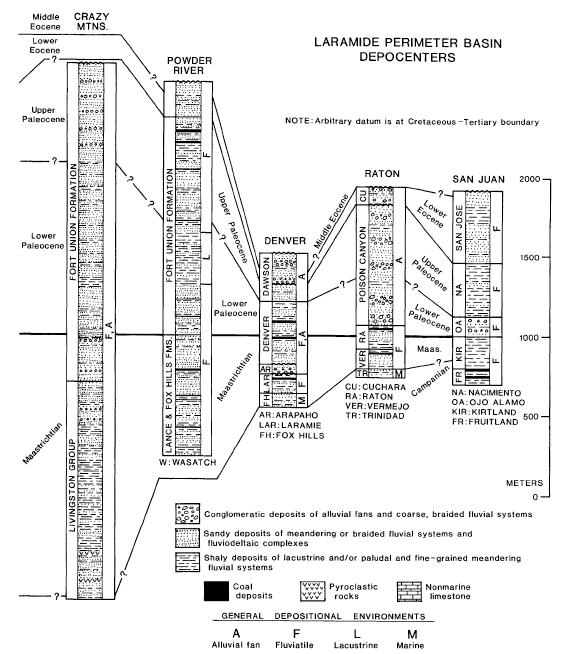 LARAMIDE PERIMETER BASIN
DEPOCENTERS
NOTE: Arbitrary datum is at Cretaceous -Tertiary boundary
CRAZY
MTNS.
POWDER
RIVER
DENVER
RATON
SAN JUAN
Middle
Eocene
Lower
Eocene
?
?
Upper
Paleocene
?
?
Lower
Paleocene
Maastrichtian
?
?
FORT UNION FORMATION
LIVINGSTON GROUP
F, A
?
?
FORT UNION FORMATION
LANCE & FOX HILLS FMS.
F
L
F
W: WASATCH
Upper Paleocene
?
Lower
Paleocene
Maastrichtian
?
?
DAWSON
DENVER
AR
LAR
FH
A
F,A
F
M
AR: ARAPAHO
LAR: LARAMIE
FH: FOX HILLS
? Middle Eocene
?
?
CU
POISON CANYON
RA
VER
TR
A
F
M
CU: CUCHARA
RA: RATON
VER: VERMEJO
TR: TRINIDAD
?
Lower
Eocene
Upper
Paleocene
?
?
Lower
Paleocene
Maas.
Campanian
?
SAN JOSE
NA
OA
KIR
FR
F
F
F
F
NA: NACIMIENTO
OA: OJO ALAMO
KIR: KIRTLAND
FR: FRUITLAND
2000
1500
1000
500
METERS
0
Conglomeratic deposits of alluvial fans and coarse, braided fluvial systems
Sandy deposits of meandering or braided fluvial systems and
fluviodeltaic complexes
Shaly deposits of lacustrine and/or paludal and fine-grained meandering
fluvial systems
Coal
deposits
Pyroclastic
rocks
Nonmarine
limestone
GENERAL DEPOSITIONAL ENVIRONMENTS
A F L M
Alluvial fan Fluviatile Lacustrine Marine